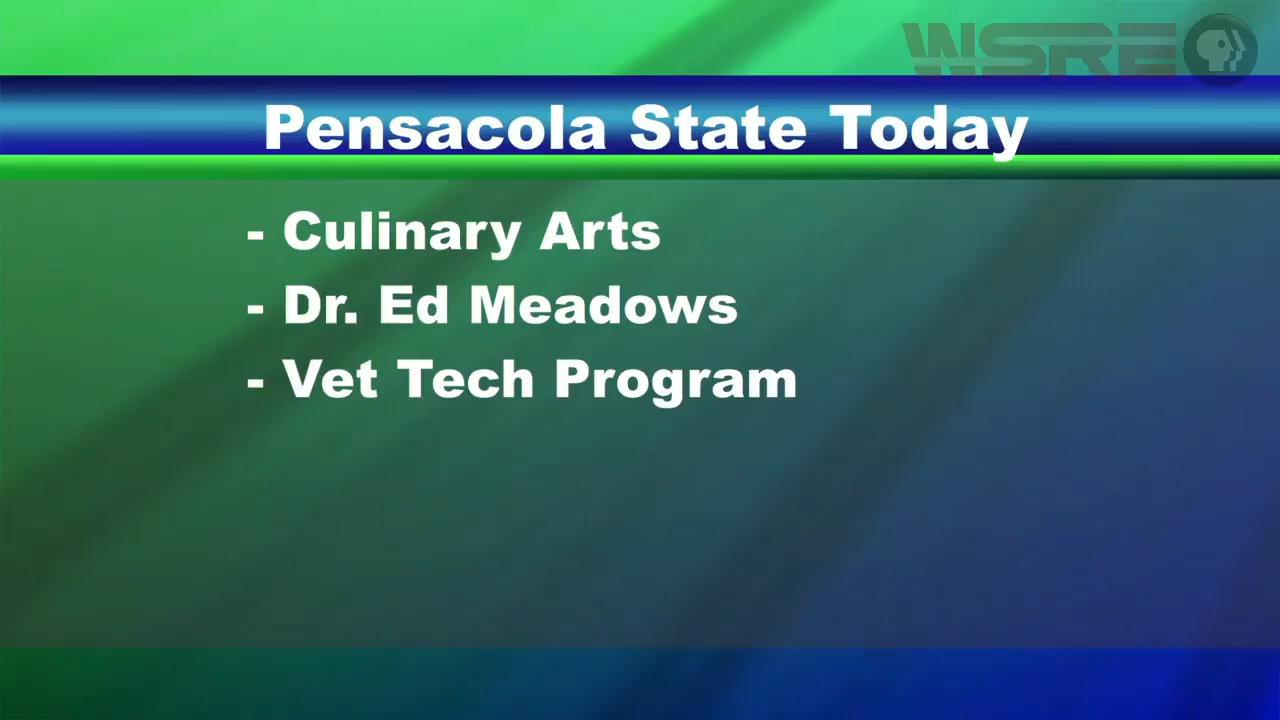 WSRE
Pensacola State Today
- Culinary Arts
- Dr. Ed Meadows
- Vet Tech Program